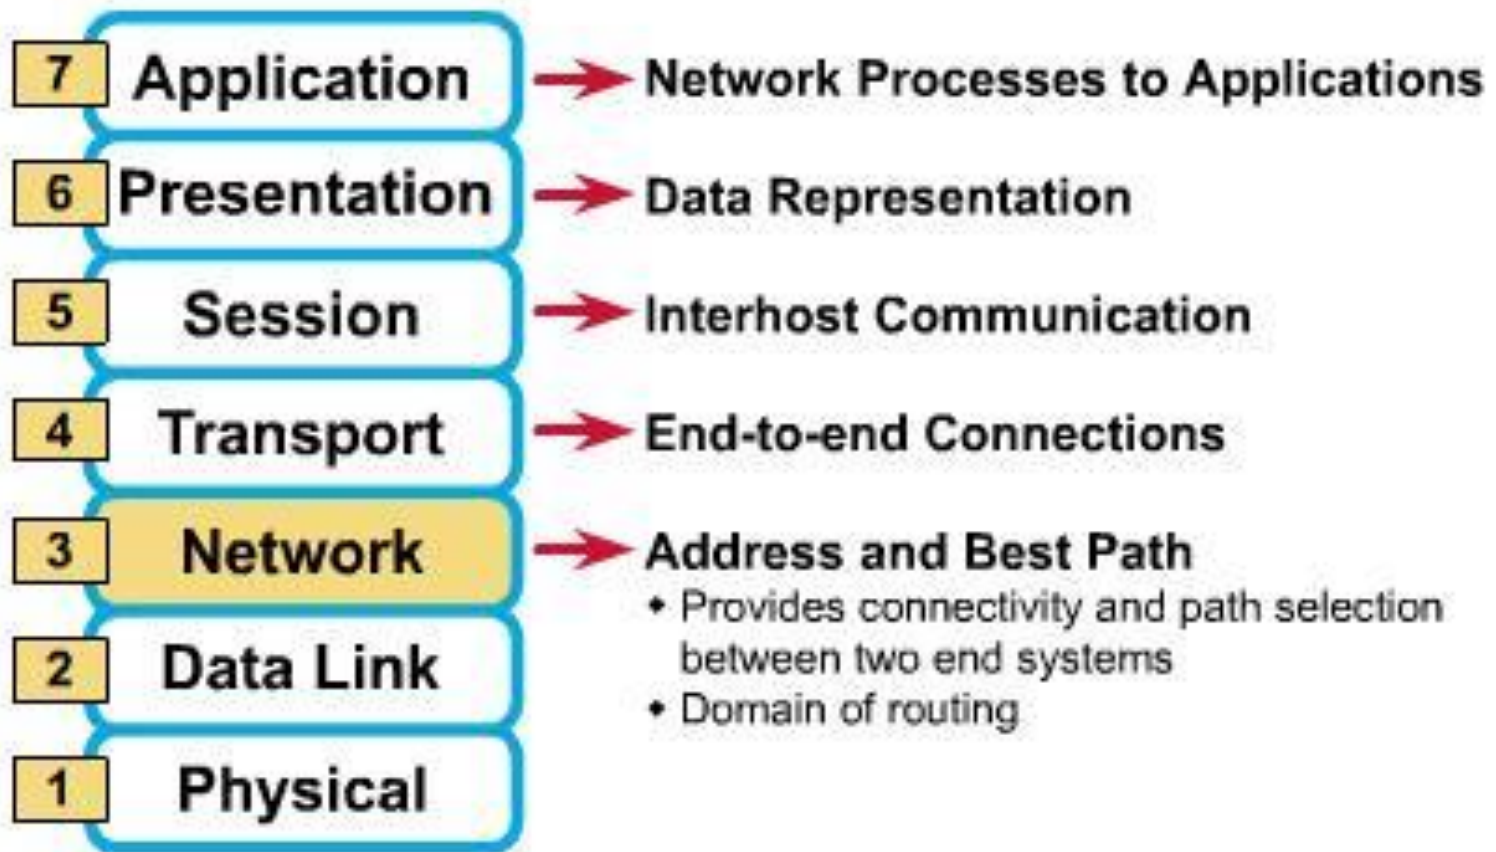 7 Application Network Processes to Applications
6 Presentation Data Representation
5 Session Interhost Communication
4 Transport End-to-end Connections
3 Network Address and Best Path
• Provides connectivity and path selection
between two end systems
2 Data Link
• Domain of routing
1 Physical